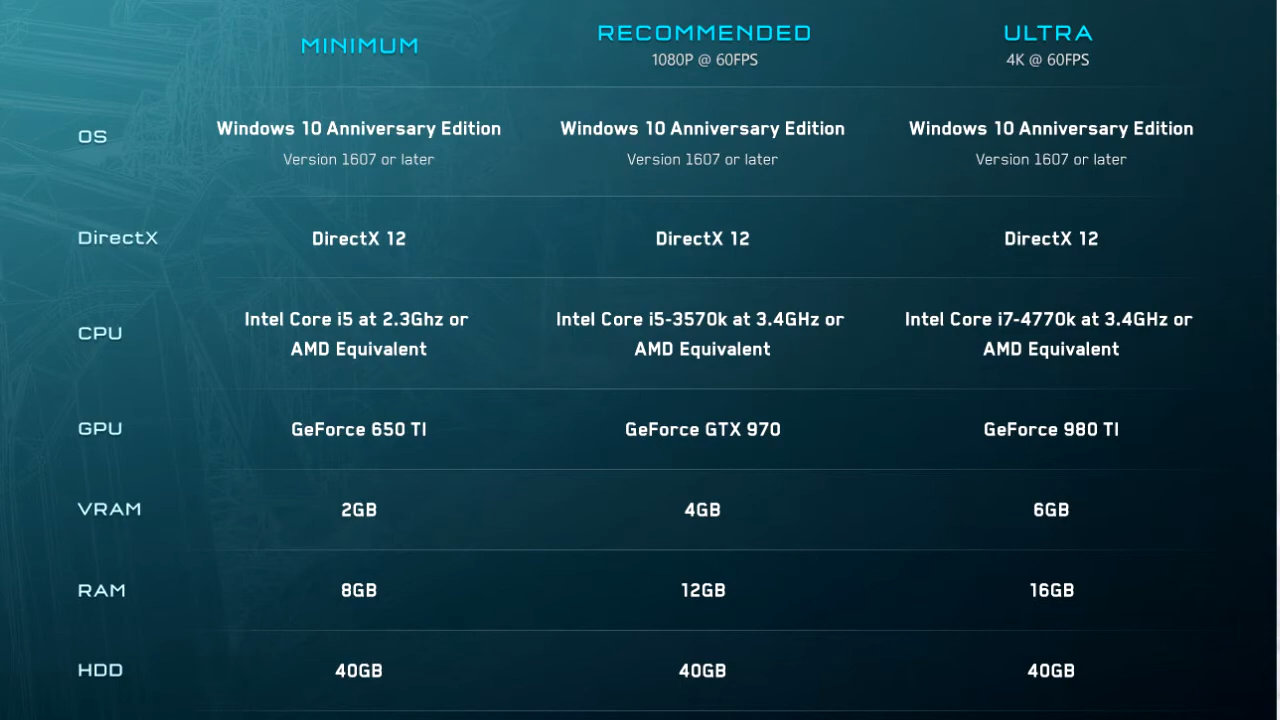 MINIMUM
RECOMMENDED
1080P @ 60FPS
ULTRA
4K @ 60FPS
OS
Windows 10 Anniversary Edition
Version 1607 or later
Windows 10 Anniversary Edition
Version 1607 or later
Windows 10 Anniversary Edition
Version 1607 or later
DirectX
DirectX 12
DirectX 12
DirectX 12
CPU
Intel Core i5 at 2.3Ghz or
AMD Equivalent
Intel Core i5-3570k at 3.4GHz or
AMD Equivalent
Intel Core i7-4770k at 3.4GHz or
AMD Equivalent
GPU
GeForce 650 TI
GeForce GTX 970
GeForce 980 TI
VRAM
2GB
4GB
6GB
RAM
8GB
12GB
16GB
HDD
40GB
40GB
40GB